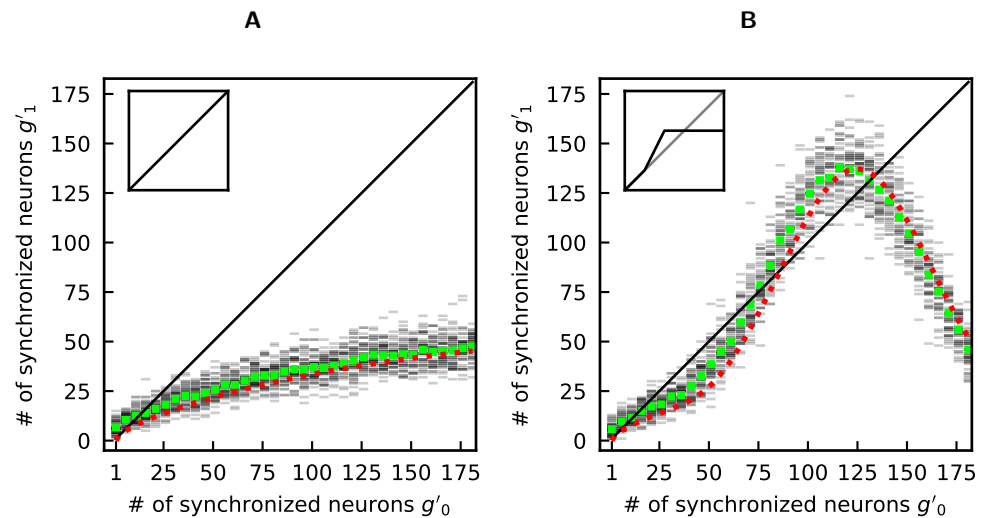 A
B
175
150
125
100
75
50
25
0
# of synchronized neurons g′₁
1 25 50 75 100 125 150 175
# of synchronized neurons g′₀
175
150
125
100
75
50
25
0
# of synchronized neurons g′₁
1 25 50 75 100 125 150 175
# of synchronized neurons g′₀